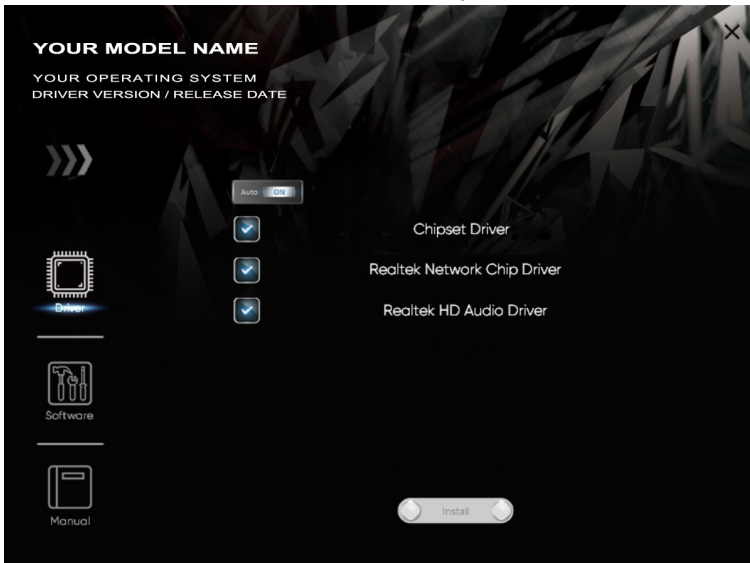 YOUR MODEL NAME
YOUR OPERATING SYSTEM
DRIVER VERSION / RELEASE DATE
Auto ON
Chipset Driver
Realtek Network Chip Driver
Realtek HD Audio Driver
Driver
Software
Manual
Install